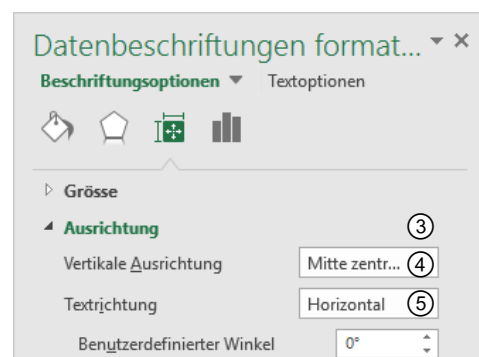 Datenbeschriftungen format...
Beschriftungsoptionen Textoptionen
Grösse
Ausrichtung ③
Vertikale Ausrichtung Mitte zentr... ④
Textrichtung Horizontal ⑤
Benutzerdefinierter Winkel 0°